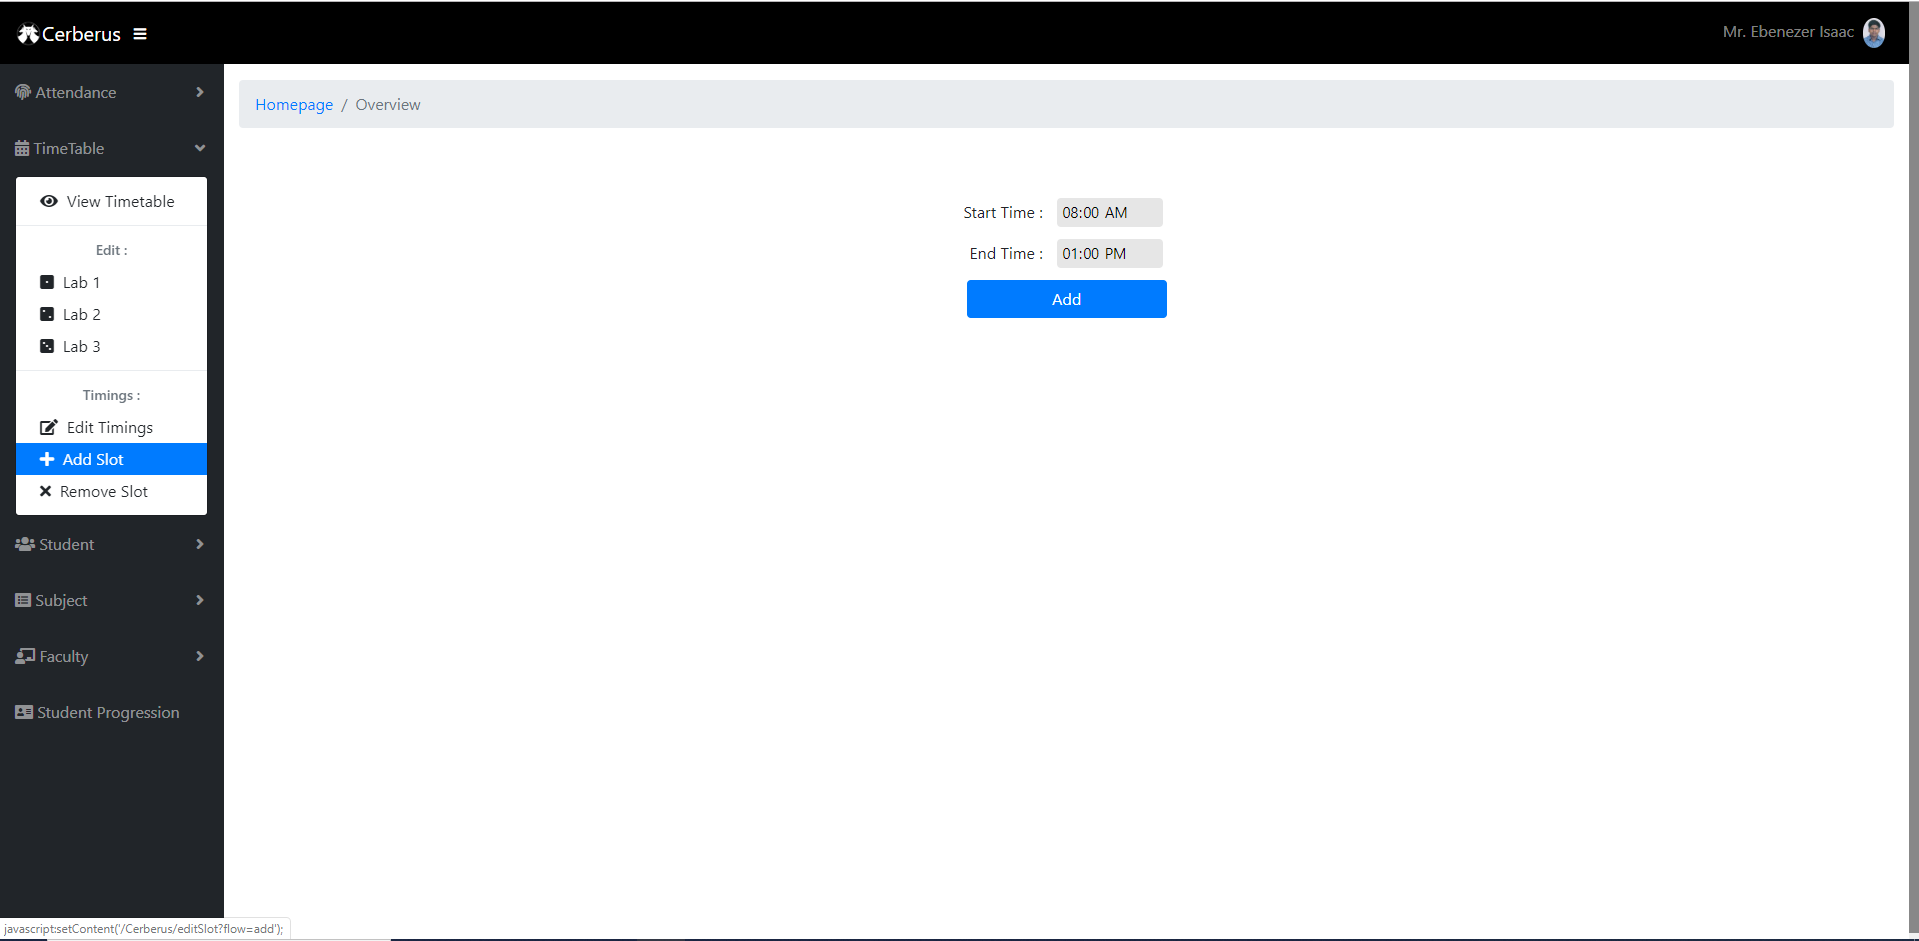 Cerberus
Mr. Ebenezer Isaac
Attendance
TimeTable
View Timetable
Edit :
Lab 1
Lab 2
Lab 3
Timings :
Edit Timings
Add Slot
Remove Slot
Student
Subject
Faculty
Student Progression
Homepage / Overview
Start Time : 08:00 AM
End Time : 01:00 PM
Add
javascript:setContent('/Cerberus/editSlot?flow=add');